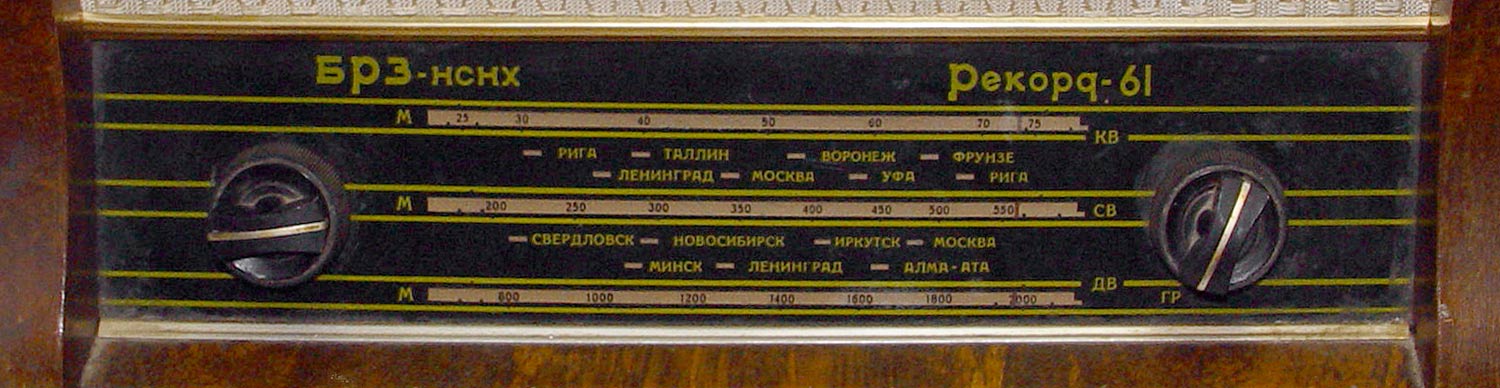 БРЗ-НСНХ Рекорд-61
М 25 30 40 50 60 70 75 КВ
РИГА ТАЛЛИН ВОРОНЕЖ ФРУНЗЕ
ЛЕНИНГРАД МОСКВА УФА РИГА
М 200 250 300 350 400 450 500 550 СВ
СВЕРДЛОВСК НОВОСИБИРСК ИРКУТСК МОСКВА
МИНСК ЛЕНИНГРАД АЛМА-АТА
М 800 1000 1200 1400 1600 1800 2000 ДВ ГР